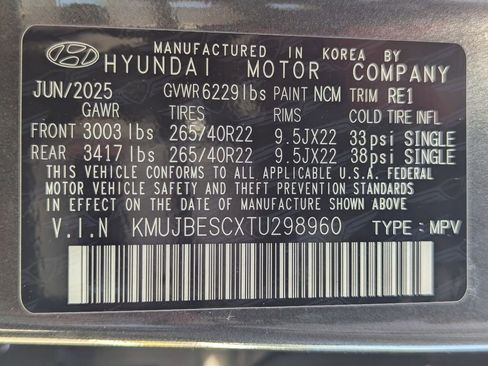 MANUFACTURED IN KOREA BY
HYUNDAI MOTOR COMPANY
JUN/2025 GVWR 6229lbs PAINT NCM TRIM RE1
GAWR TIRES RIMS COLD TIRE INFL
FRONT 3003 lbs 265/40R22 9.5JX22 33psi SINGLE
REAR 3417 lbs 265/40R22 9.5JX22 38psi SINGLE
THIS VEHICLE CONFORMS TO ALL APPLICABLE U.S.A. FEDERAL
MOTOR VEHICLE SAFETY AND THEFT PREVENTION STANDARDS
IN EFFECT ON THE DATE OF MANUFACTURE SHOWN ABOVE.
V.I.N KMUJBESCXTU298960 TYPE : MPV